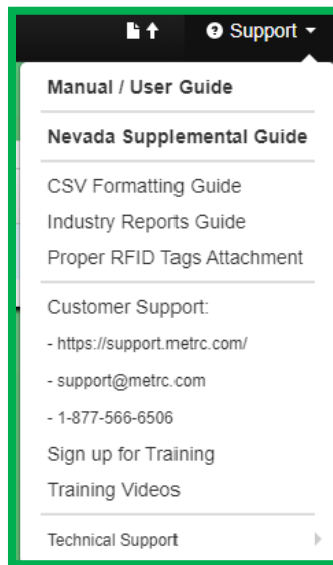 Support
Manual / User Guide
Nevada Supplemental Guide
CSV Formatting Guide
Industry Reports Guide
Proper RFID Tags Attachment
Customer Support:
- https://support.metrc.com/
- support@metrc.com
- 1-877-566-6506
Sign up for Training
Training Videos
Technical Support